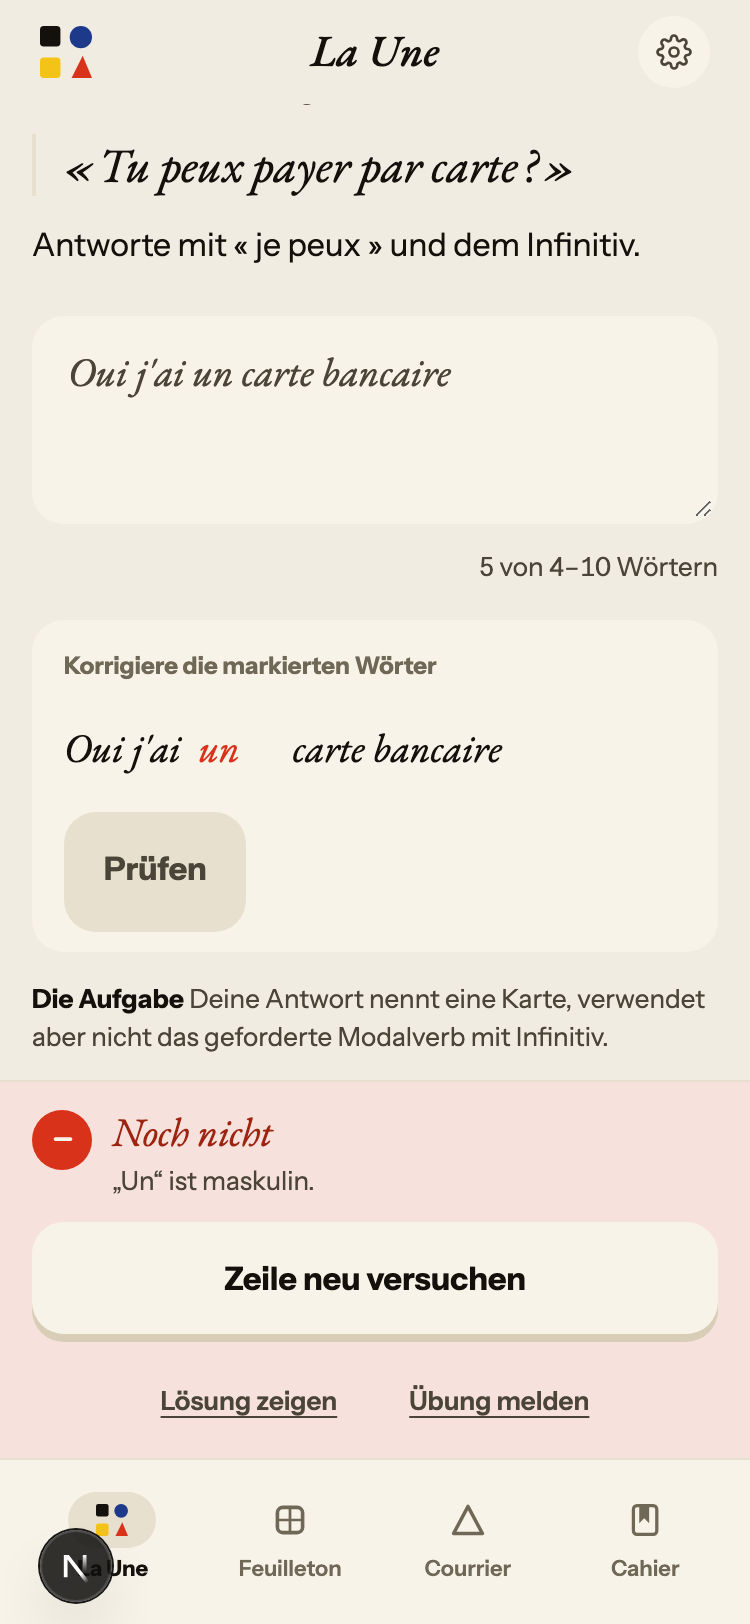 La Une
« Tu peux payer par carte ? »
Antworte mit « je peux » und dem Infinitiv.
Oui j'ai un carte bancaire
5 von 4–10 Wörtern
Korrigiere die markierten Wörter
Oui j'ai un carte bancaire
Prüfen
Die Aufgabe Deine Antwort nennt eine Karte, verwendet
aber nicht das geforderte Modalverb mit Infinitiv.
Noch nicht
„Un“ ist maskulin.
Zeile neu versuchen
Lösung zeigen Übung melden
N
La Une Feuilleton Courrier Cahier